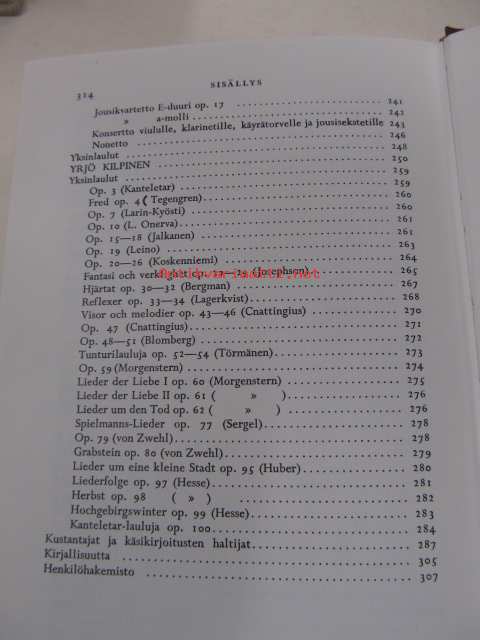 324 SISÄLLYS
Jousikvartetto E-duuri op. 17 241
» a-molli 242
Konsertto viululle, klarinetille, käyrätorvelle ja jousisekstetille 243
Nonetto 246
Yksinlaulut 248
YRJÖ KILPINEN 250
Yksinlaulut 259
Op. 3 (Kanteletar) 259
Fred op. 4 (Tegengren) 260
Op. 7 (Larin-Kyösti) 260
Op. 10 (L. Onerva) 261
Op. 15—18 (Jalkanen) 261
Op. 19 (Leino) 263
Op. 20—26 (Koskenniemi) 264
Fantasi och verklighet op. 27—29 (Josephson) 265
Hjärtat op. 30—32 (Bergman) 267
Reflexer op. 33—34 (Lagerkvist) 268
Visor och melodier op. 43—46 (Cnattingius) 270
Op. 47 (Cnattingius) 271
Op. 48—51 (Blomberg) 272
Tunturilauluja op. 52—54 (Törmänen) 273
Op. 59 (Morgenstern) 274
Lieder der Liebe I op. 60 (Morgenstern) 275
Lieder der Liebe II op. 61 ( » ) 276
Lieder um den Tod op. 62 ( » ) 276
Spielmanns-Lieder op. 77 (Sergel) 278
Op. 79 (von Zwehl) 278
Grabstein op. 80 (von Zwehl) 279
Lieder um eine kleine Stadt op. 95 (Huber) 280
Liederfolge op. 97 (Hesse) 281
Herbst op. 98 ( » ) 282
Hochgebirgswinter op. 99 (Hesse) 283
Kanteletar-lauluja op. 100 284
Kustantajat ja käsikirjoitusten haltijat 287
Kirjallisuutta 305
Henkilöhakemisto 307